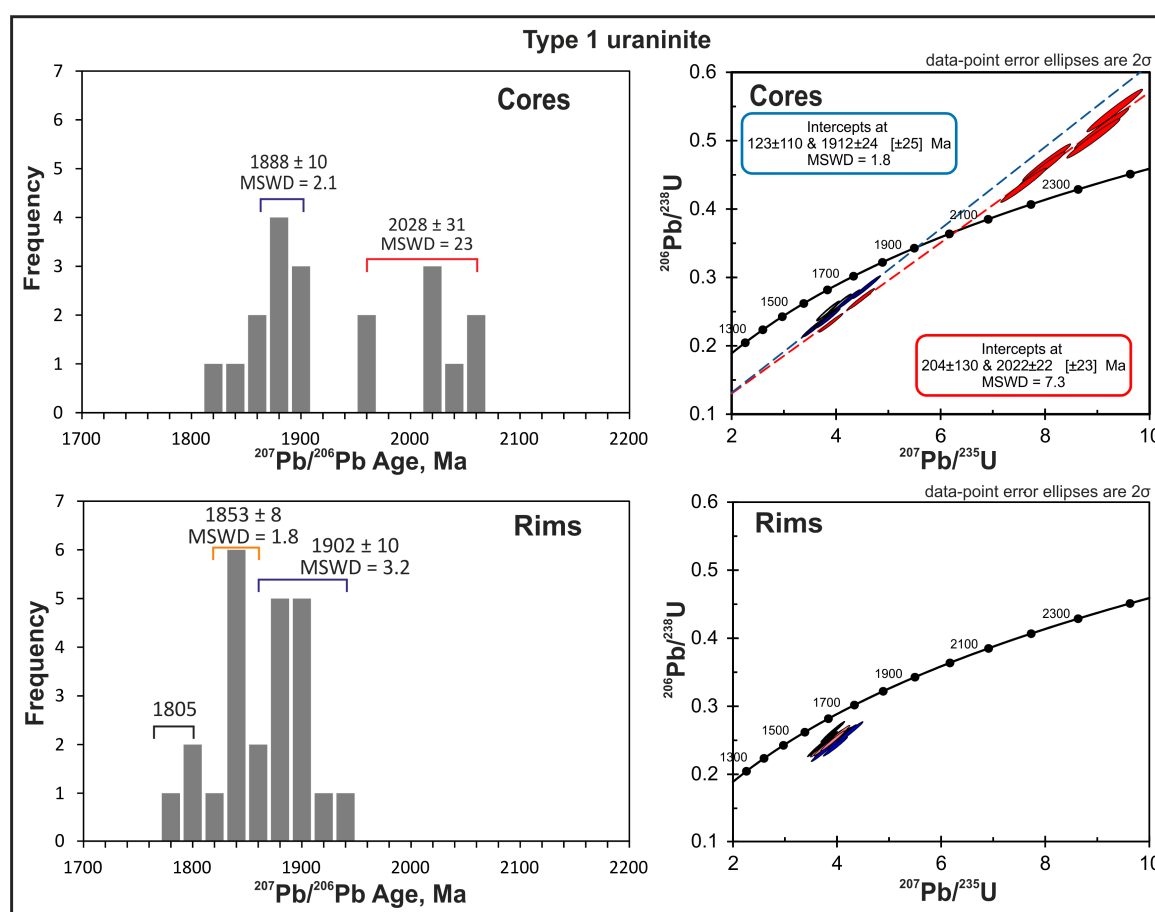 Type 1 uraninite
Cores
1888 ± 10
MSWD = 2.1
2028 ± 31
MSWD = 23
Frequency
7
6
5
4
3
2
1
0
1700 1800 1900 2000 2100 2200
²⁰⁷Pb/²⁰⁶Pb Age, Ma
data-point error ellipses are 2σ
Cores
Intercepts at
123±110 & 1912±24 [±25] Ma
MSWD = 1.8
Intercepts at
204±130 & 2022±22 [±23] Ma
MSWD = 7.3
1300
1500
1700
1900
2100
2300
²⁰⁶Pb/²³⁸U
0.6
0.5
0.4
0.3
0.2
0.1
2 4 6 8 10
²⁰⁷Pb/²³⁵U
Rims
1853 ± 8
MSWD = 1.8
1902 ± 10
MSWD = 3.2
1805
Frequency
7
6
5
4
3
2
1
0
1700 1800 1900 2000 2100 2200
²⁰⁷Pb/²⁰⁶Pb Age, Ma
data-point error ellipses are 2σ
Rims
1300
1500
1700
1900
2100
2300
²⁰⁶Pb/²³⁸U
0.6
0.5
0.4
0.3
0.2
0.1
2 4 6 8 10
²⁰⁷Pb/²³⁵U